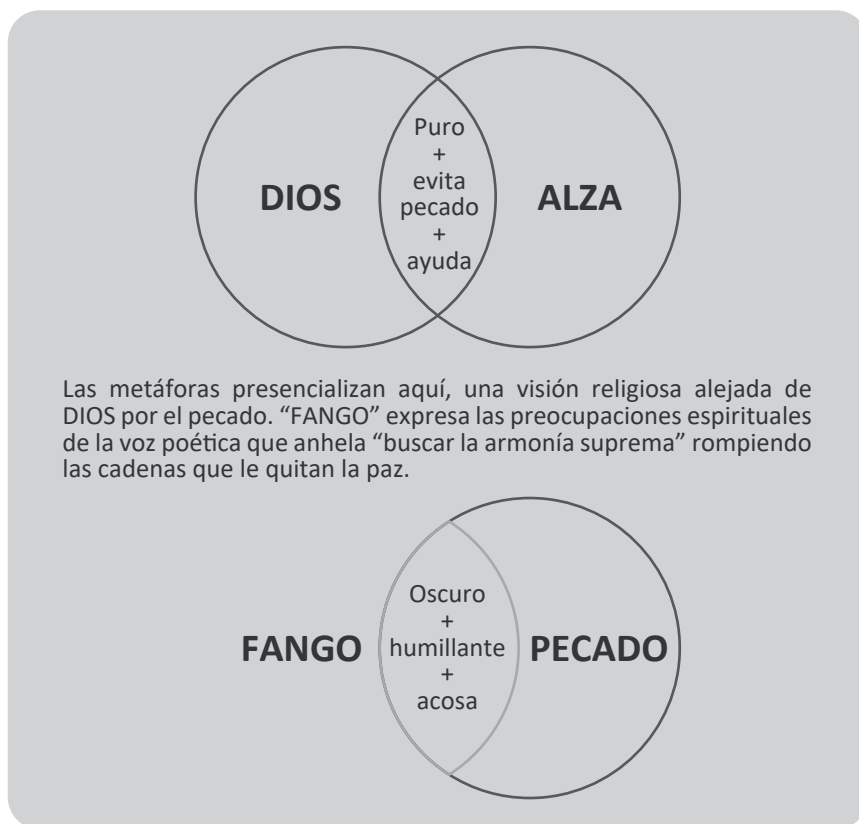 DIOS
Puro
+
evita
pecado
+
ayuda
ALZA
Las metáforas presencializan aquí, una visión religiosa alejada de
DIOS por el pecado. “FANGO” expresa las preocupaciones espirituales
de la voz poética que anhela “buscar la armonía suprema” rompiendo
las cadenas que le quitan la paz.
FANGO
Oscuro
+
humillante
+
acosa
PECADO